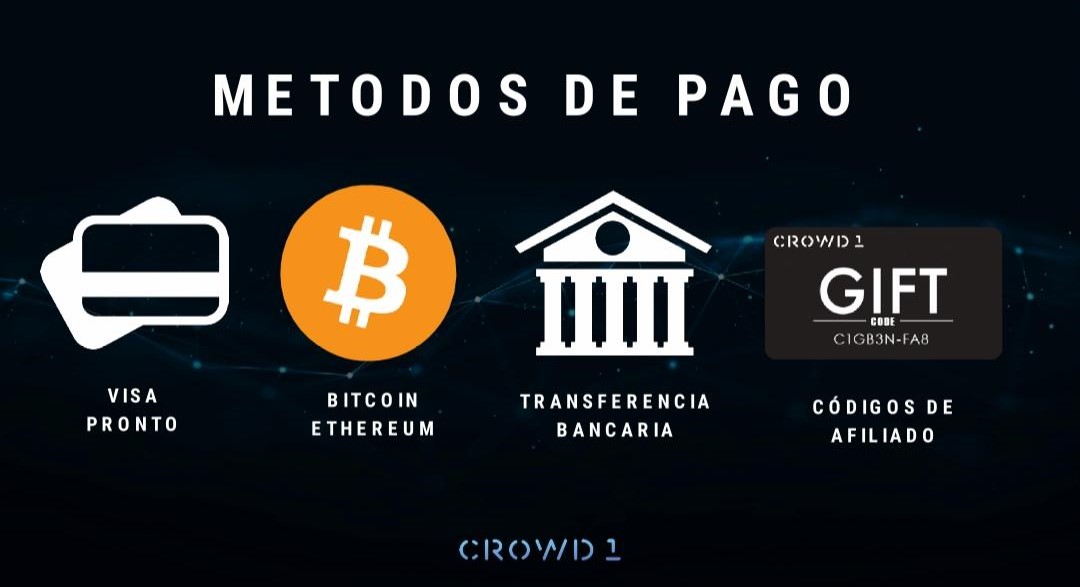 METODOS DE PAGO
CROWD 1
GIFT
CODE
C1GB3N-FA8
VISA
PRONTO
BITCOIN
ETHEREUM
TRANSFERENCIA
BANCARIA
CÓDIGOS DE
AFILIADO
CROWD 1